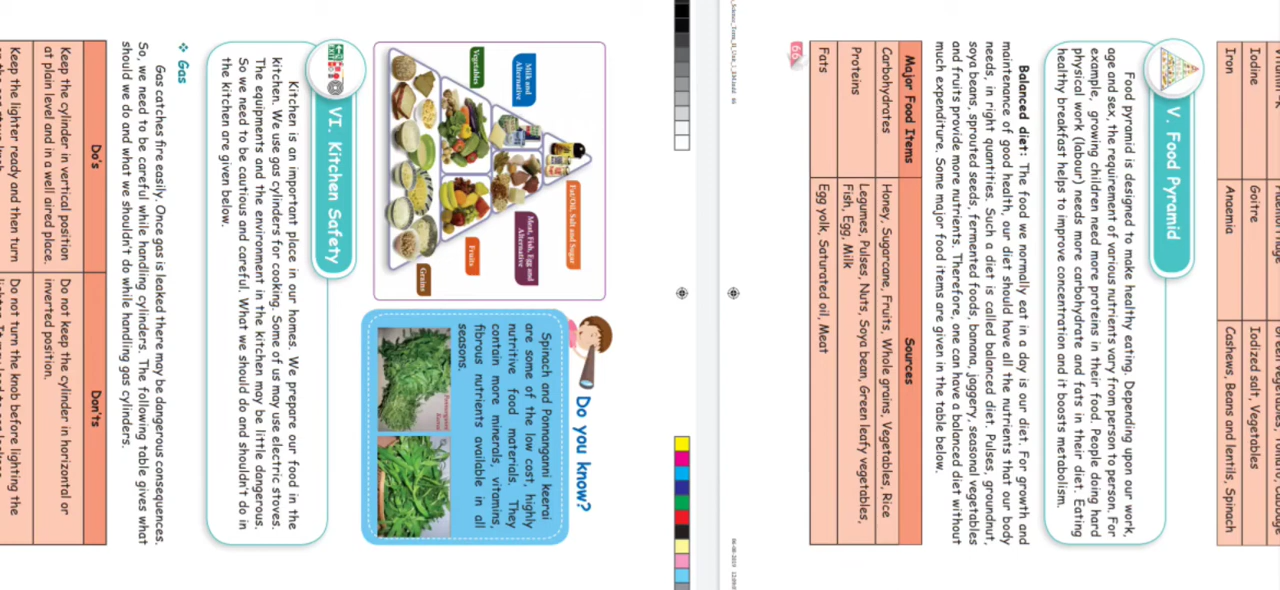 Iodine Goitre Iodized salt, Vegetables
Iron Anaemia Cashews, Beans and lentils, Spinach
V. Food Pyramid
Food pyramid is designed to make healthy eating. Depending upon our work,
age and sex, the requirement of various nutrients vary from person to person. For
example, growing children need more proteins in their food. People doing hard
physical work (labour) needs more carbohydrate and fats in their diet. Eating
healthy breakfast helps to improve concentration and it boosts metabolism.
Balanced diet: The food we normally eat in a day is our diet. For growth and
maintenance of good health, our diet should have all the nutrients that our body
needs, in right quantities. Such a diet is called balanced diet. Pulses, groundnut,
soya beans, sprouted seeds, fermented foods, banana, jaggery, seasonal vegetables
and fruits provide more nutrients. Therefore, one can have a balanced diet without
much expenditure. Some major food items are given in the table below.
Major Food Items Sources
Carbohydrates Honey, Sugarcane, Fruits, Whole grains, Vegetables, Rice
Proteins Legumes, Pulses, Nuts, Soya bean, Green leafy vegetables,
Fish, Egg, Milk
Fats Egg yolk, Saturated oil, Meat
66
Fat/Oil, Salt and Sugar
Milk and
Alternative
Meat, Fish, Egg and
Alternative
Vegetables
Fruits
Grains
Do you know?
Spinach and Ponnanganni keerai
are some of the low cost, highly
nutritive food materials. They
contain more minerals, vitamins,
fibrous nutrients available in all
seasons.
VI. Kitchen Safety
Kitchen is an important place in our homes. We prepare our food in the
kitchen. We use gas cylinders for cooking. Some of us may use electric stoves.
The equipments and the environment in the kitchen may be little dangerous.
So we need to be cautious and careful. What we should do and shouldn't do in
the kitchen are given below.
❖ Gas
Gas catches fire easily. Once gas is leaked there may be dangerous consequences.
So, we need to be careful while handling cylinders. The following table gives what
should we do and what we shouldn't do while handling gas cylinders.
Do's Don'ts
Keep the cylinder in vertical position
at plain level and in a well aired place.
Do not keep the cylinder in horizontal or
inverted position.
Keep the lighter ready and then turn
Do not turn the knob before lighting the